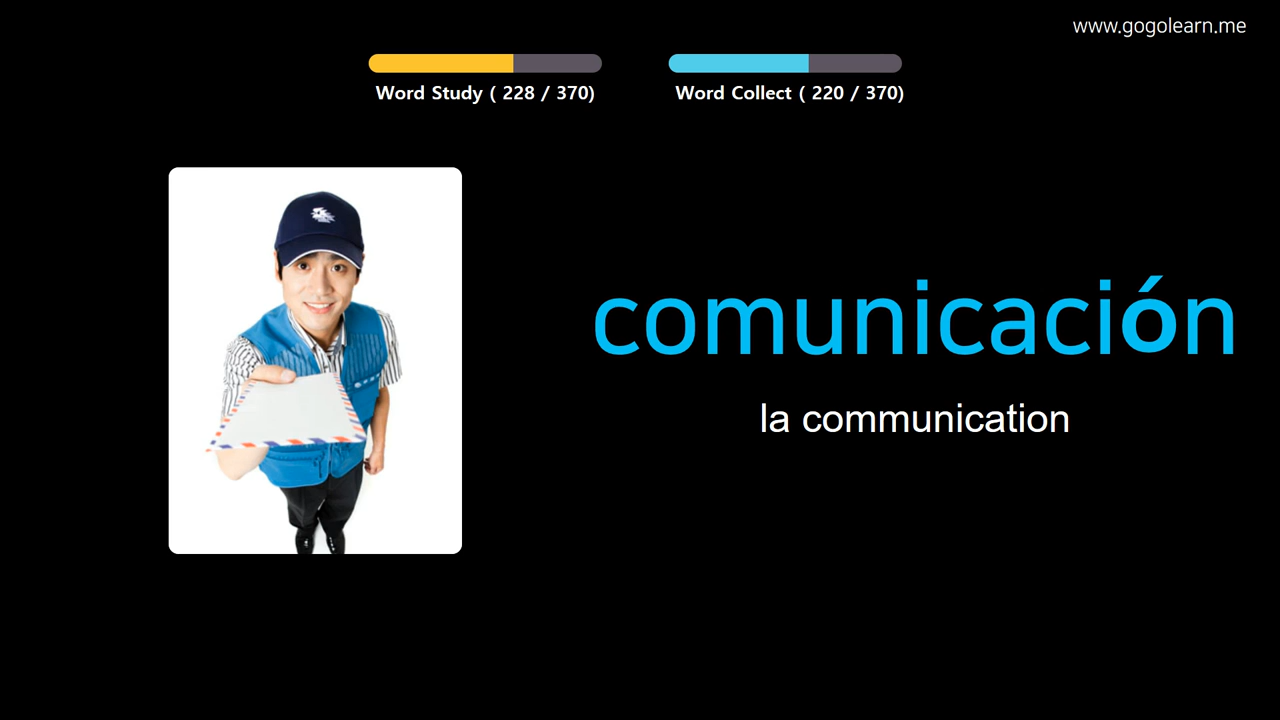 www.gogolearn.me
Word Study ( 228 / 370)
Word Collect ( 220 / 370)
comunicación
la communication